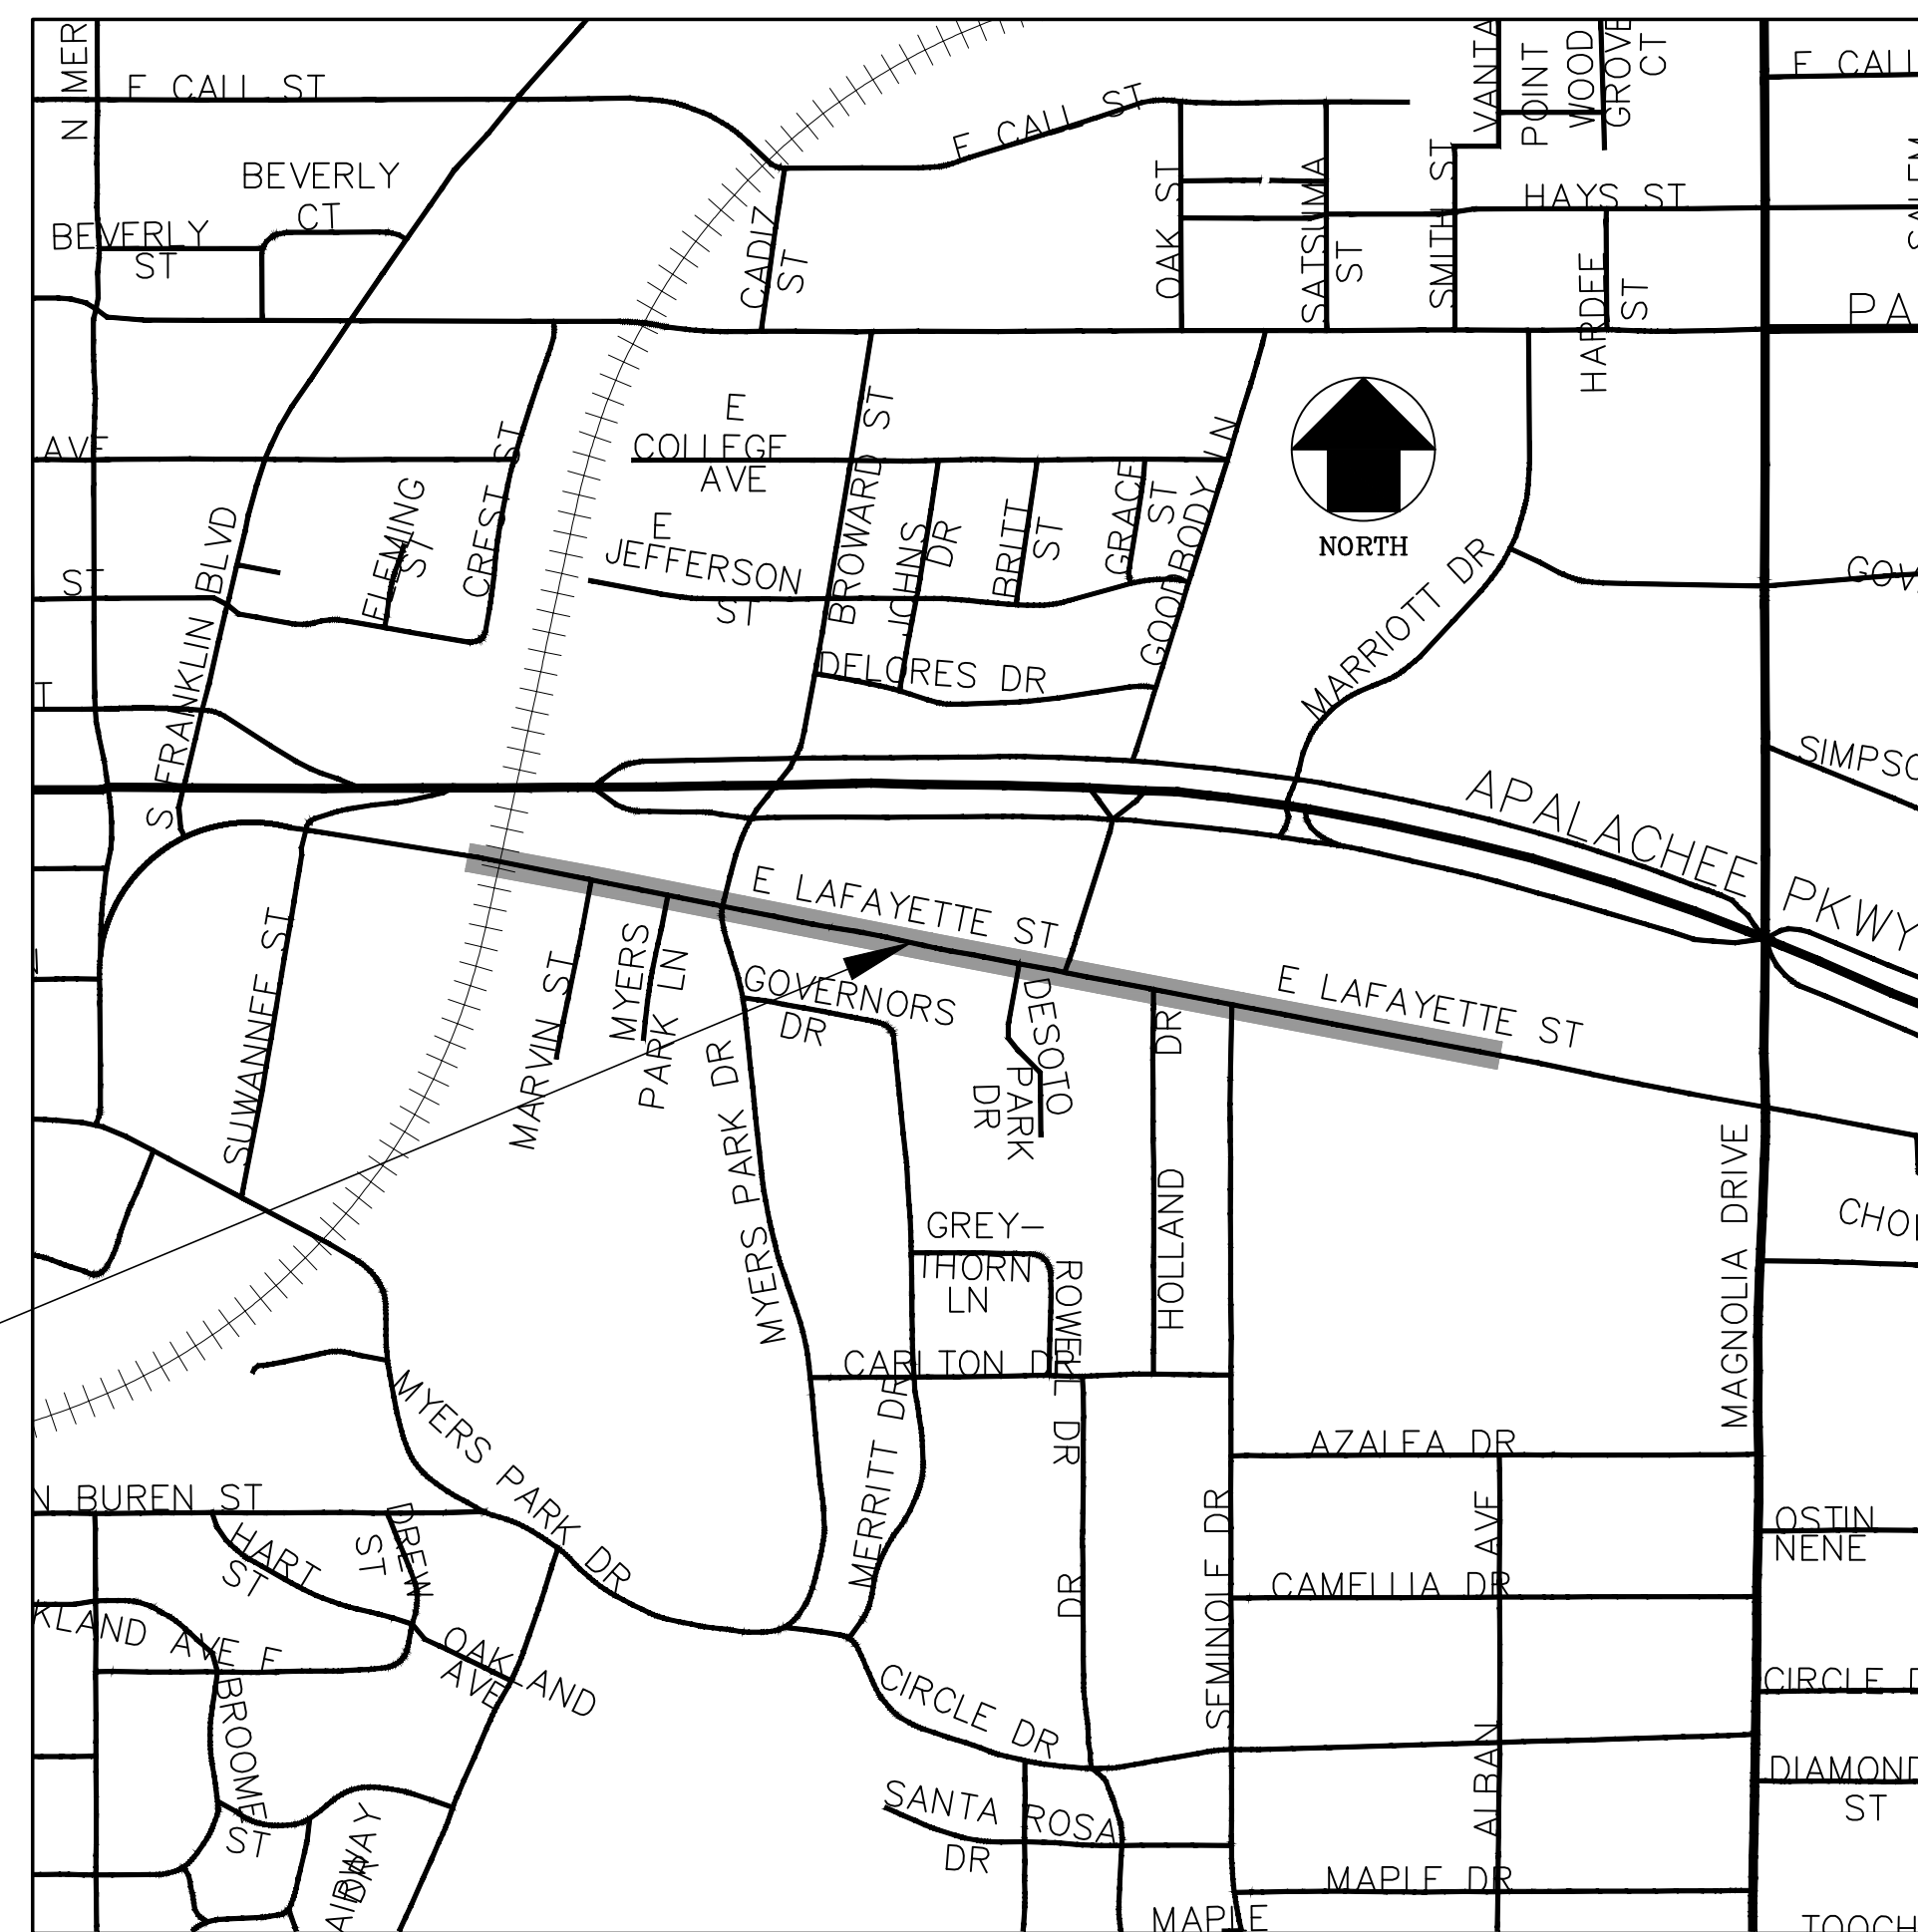 N MER
E CALL ST
BEVERLY
CT
BEVERLY
ST
E CALL ST
CADIZ
ST
OAK ST
SATSUMA
ST
SMITH ST
VANTA
POINT
WOOD
GROVE
CT
HAYS ST
HARDEE
ST
E CALL
PA
AVE
ST
T
S FRANKLIN BLVD
FLEMING
ST
CREST ST
E
COLLEGE
AVE
E
JEFFERSON
ST
BROWARD ST
JOHNS
DR
BRITT
ST
GRACE
ST
GOODBODY LN
DELORES DR
NORTH
MARRIOTT DR
GOV
SIMPSO
APALACHEE PKWY
E LAFAYETTE ST
E LAFAYETTE ST
SUWANNEE ST
MARVIN ST
MYERS
PARK LN
GOVERNORS
DR
MYERS PARK DR
DESOTO
PARK
DR
HOLLAND DR
MAGNOLIA DRIVE
CHO
GREY-
THORN
LN
ROWELL DR
CARLTON DR
MERRITT DR
MYERS PARK DR
N BUREN ST
HART
ST
DREW
ST
KLAND AVE E
OAKLAND
AVE
BROOME
ST
CIRCLE DR
DR
SEMINOLE DR
AZALEA DR
CAMELLIA DR
ALBAN AVE
OSTIN
NENE
CIRCLE D
DIAMOND
ST
SANTA ROSA
DR
MAPLE DR
MAPLE
TOOCH